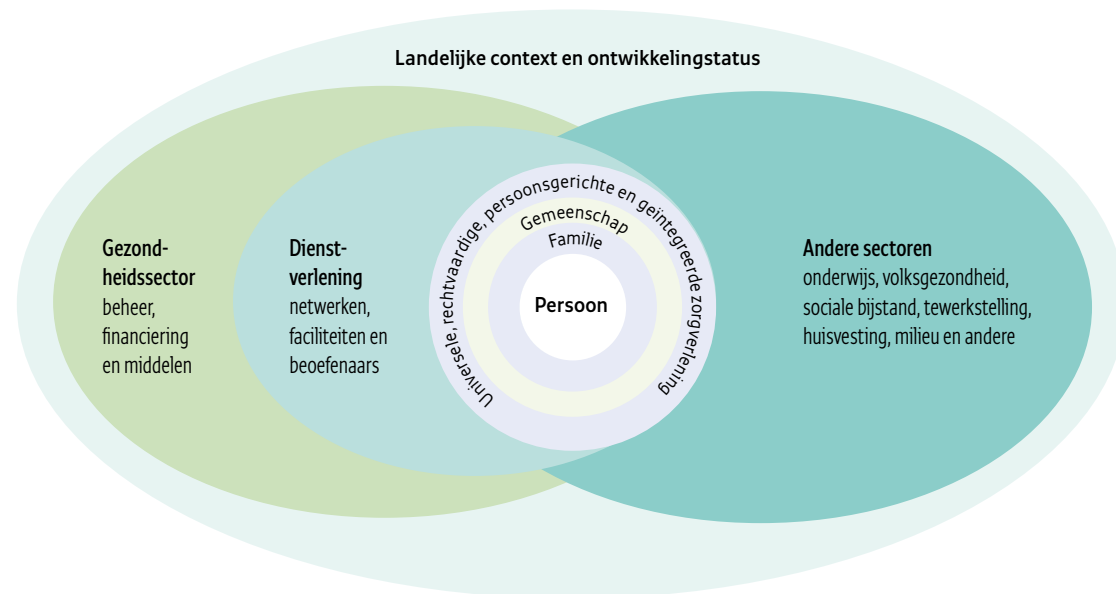 Landelijke context en ontwikkelingstatus
Gezond-
heidssector
beheer,
financiering
en middelen
Dienst-
verlening
netwerken,
faciliteiten en
beoefenaars
Universele, rechtvaardige, persoonsgerichte en geïntegreerde zorgverlening
Gemeenschap
Familie
Persoon
Andere sectoren
onderwijs, volksgezondheid,
sociale bijstand, tewerkstelling,
huisvesting, milieu en andere